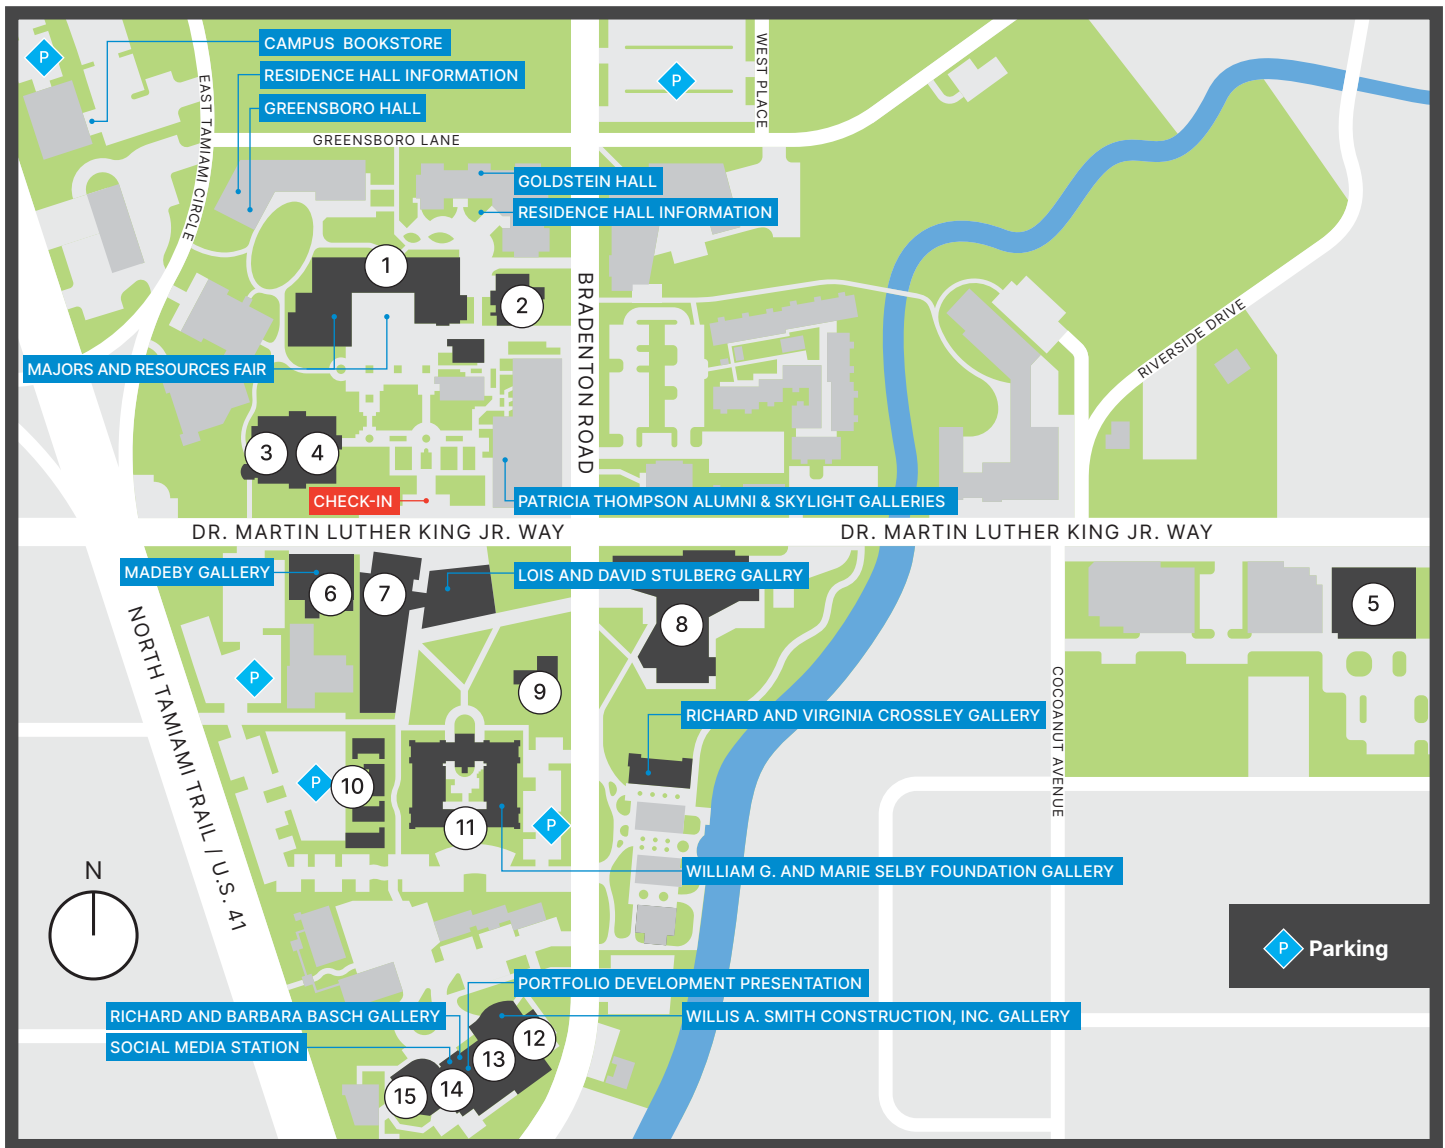 CAMPUS BOOKSTORE
P
RESIDENCE HALL INFORMATION
P
WEST PLACE
EAST TAMIAMI CIRCLE
GREENSBORO HALL
GREENSBORO LANE
GOLDSTEIN HALL
RESIDENCE HALL INFORMATION
1
2
BRADENTON ROAD
RIVERSIDE DRIVE
MAJORS AND RESOURCES FAIR
3
4
CHECK-IN
PATRICIA THOMPSON ALUMNI & SKYLIGHT GALLERIES
DR. MARTIN LUTHER KING JR. WAY
DR. MARTIN LUTHER KING JR. WAY
MADEBY GALLERY
LOIS AND DAVID STULBERG GALLRY
6
7
5
8
NORTH TAMIAMI TRAIL / U.S. 41
P
9
COCOANUT AVENUE
RICHARD AND VIRGINIA CROSSLEY GALLERY
P
10
11
P
WILLIAM G. AND MARIE SELBY FOUNDATION GALLERY
N
P Parking
PORTFOLIO DEVELOPMENT PRESENTATION
RICHARD AND BARBARA BASCH GALLERY
WILLIS A. SMITH CONSTRUCTION, INC. GALLERY
SOCIAL MEDIA STATION
12
13
14
15